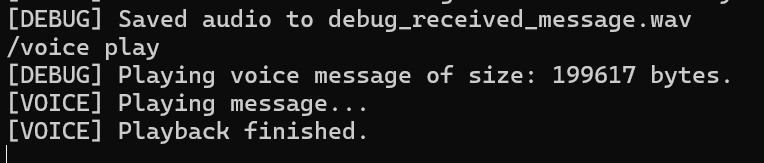 [DEBUG] Saved audio to debug_received_message.wav
/voice play
[DEBUG] Playing voice message of size: 199617 bytes.
[VOICE] Playing message...
[VOICE] Playback finished.